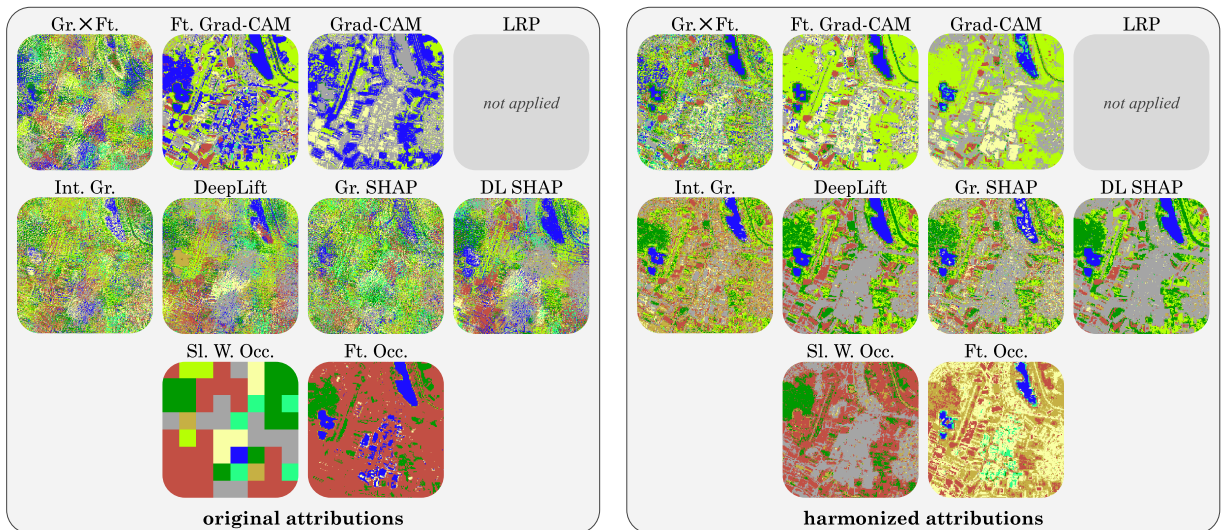 Gr.×Ft. Ft. Grad-CAM Grad-CAM LRP
not applied
Int. Gr. DeepLift Gr. SHAP DL SHAP
Sl. W. Occ. Ft. Occ.
original attributions
Gr.×Ft. Ft. Grad-CAM Grad-CAM LRP
not applied
Int. Gr. DeepLift Gr. SHAP DL SHAP
Sl. W. Occ. Ft. Occ.
harmonized attributions